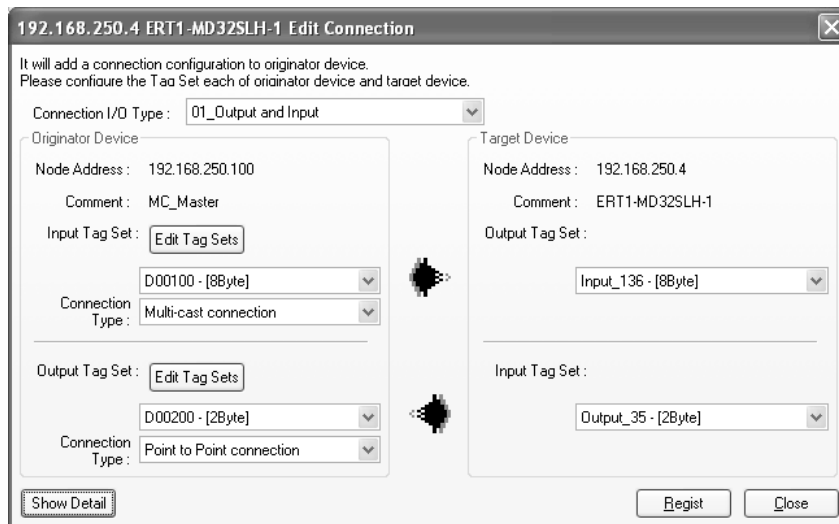 192.168.250.4 ERT1-MD32SLH-1 Edit Connection
It will add a connection configuration to originator device.
Please configure the Tag Set each of originator device and target device.
Connection I/O Type : 01_Output and Input
Originator Device
Node Address : 192.168.250.100
Comment : MC_Master
Input Tag Set : Edit Tag Sets
D00100 - [8Byte]
Connection Type : Multi-cast connection
Output Tag Set : Edit Tag Sets
D00200 - [2Byte]
Connection Type : Point to Point connection
Target Device
Node Address : 192.168.250.4
Comment : ERT1-MD32SLH-1
Output Tag Set :
Input_136 - [8Byte]
Input Tag Set :
Output_35 - [2Byte]
Show Detail
Regist
Close